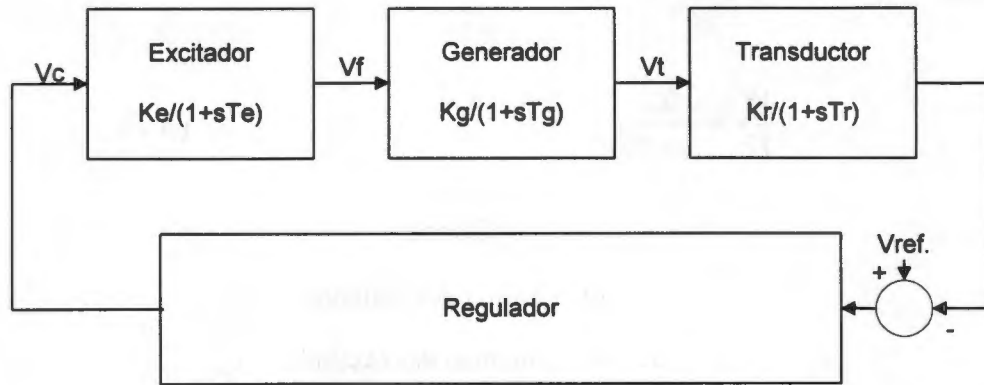 Excitador
Generador
Transductor
Vc
Vf
Vt
Ke/(1+sTe)
Kg/(1+sTg)
Kr/(1+sTr)
Vref.
+
Regulador
-